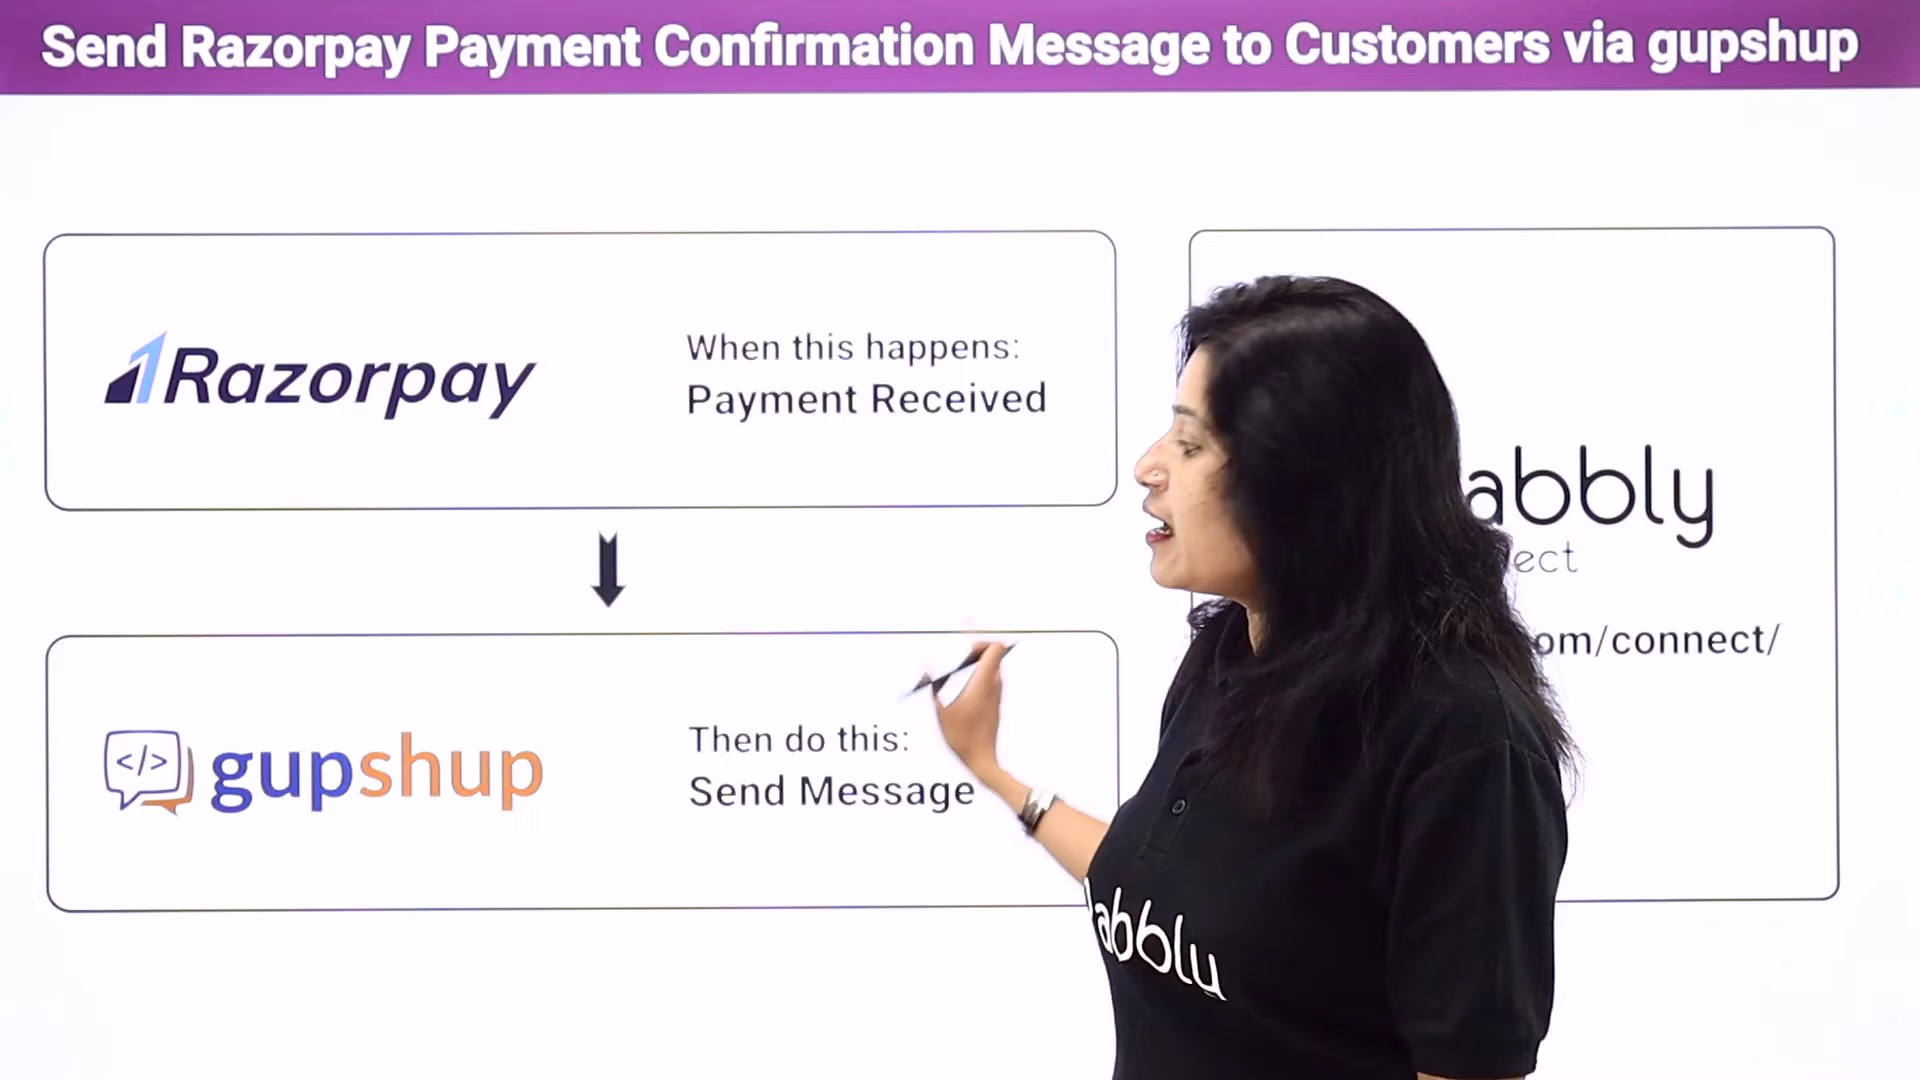 Send Razorpay Payment Confirmation Message to Customers via gupshup
Razorpay
When this happens:
Payment Received
gupshup
Then do this:
Send Message
abbly
ect
om/connect/
abbly